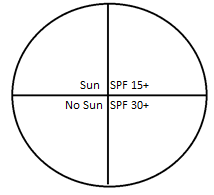 Sun SPF 15+
No Sun SPF 30+